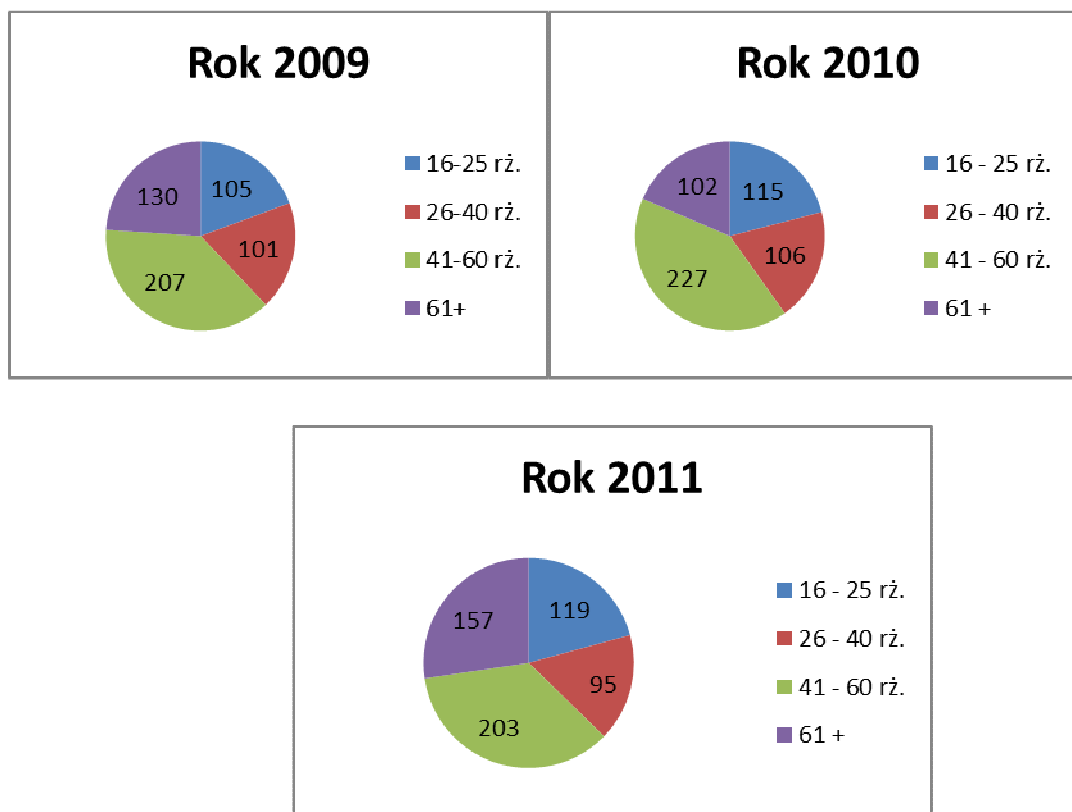 Rok 2009
105
101
207
130
16-25 rż.
26-40 rż.
41-60 rż.
61+
Rok 2010
115
106
227
102
16 - 25 rż.
26 - 40 rż.
41 - 60 rż.
61 +
Rok 2011
119
95
203
157
16 - 25 rż.
26 - 40 rż.
41 - 60 rż.
61 +